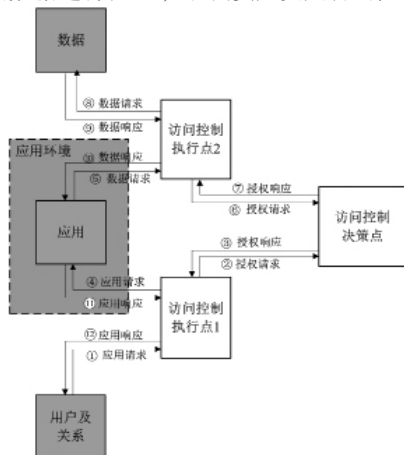 数据
⑧ 数据请求
⑨ 数据响应
访问控制
执行点2
应用环境
⑩ 数据响应
⑤ 数据请求
⑦ 授权响应
⑥ 授权请求
应用
访问控制
决策点
③ 授权响应
② 授权请求
④ 应用请求
⑪ 应用响应
访问控制
执行点1
⑫ 应用响应
① 应用请求
用户及
关系